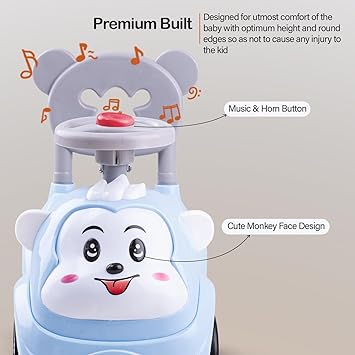 Premium Built
Designed for utmost comfort of the
baby with optimum height and round
edges so as not to cause any injury to
the kid
Music & Horn Button
Cute Monkey Face Design